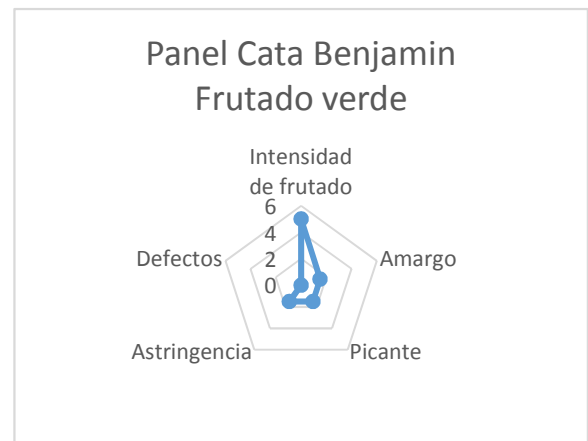 Panel Cata Benjamin
Frutado verde
Intensidad
de frutado
6
4
2
0
Defectos
Amargo
Astringencia
Picante